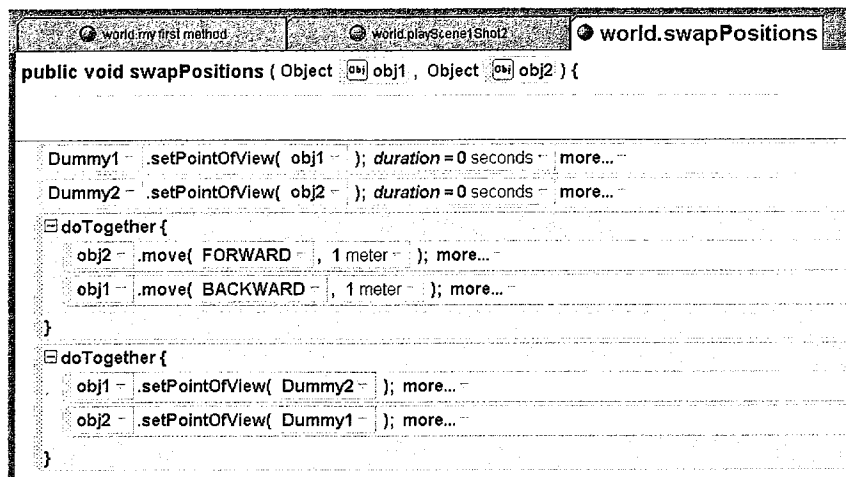 world.my first method world.playScene1Shot2 world.swapPositions
public void swapPositions ( Object Obj obj1 , Object Obj obj2 ) {
Dummy1 .setPointOfView( obj1 ); duration = 0 seconds more...
Dummy2 .setPointOfView( obj2 ); duration = 0 seconds more...
doTogether {
obj2 .move( FORWARD , 1 meter ); more...
obj1 .move( BACKWARD , 1 meter ); more...
}
doTogether {
obj1 .setPointOfView( Dummy2 ); more...
obj2 .setPointOfView( Dummy1 ); more...
}